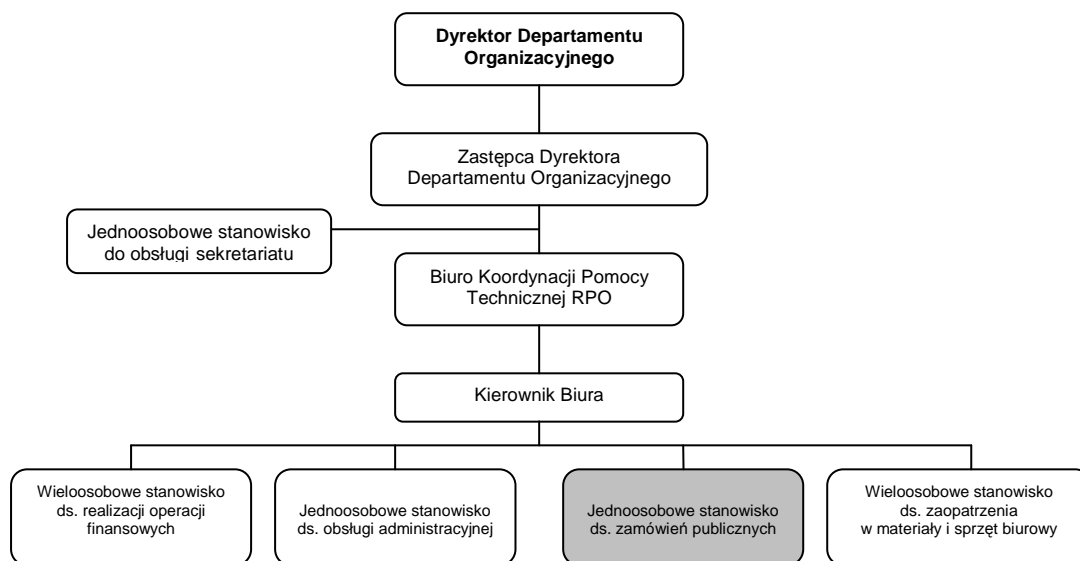 Dyrektor Departamentu
Organizacyjnego
Zastępca Dyrektora
Departamentu Organizacyjnego
Jednoosobowe stanowisko
do obsługi sekretariatu
Biuro Koordynacji Pomocy
Technicznej RPO
Kierownik Biura
Wieloosobowe stanowisko
ds. realizacji operacji
finansowych
Jednoosobowe stanowisko
ds. obsługi administracyjnej
Jednoosobowe stanowisko
ds. zamówień publicznych
Wieloosobowe stanowisko
ds. zaopatrzenia
w materiały i sprzęt biurowy